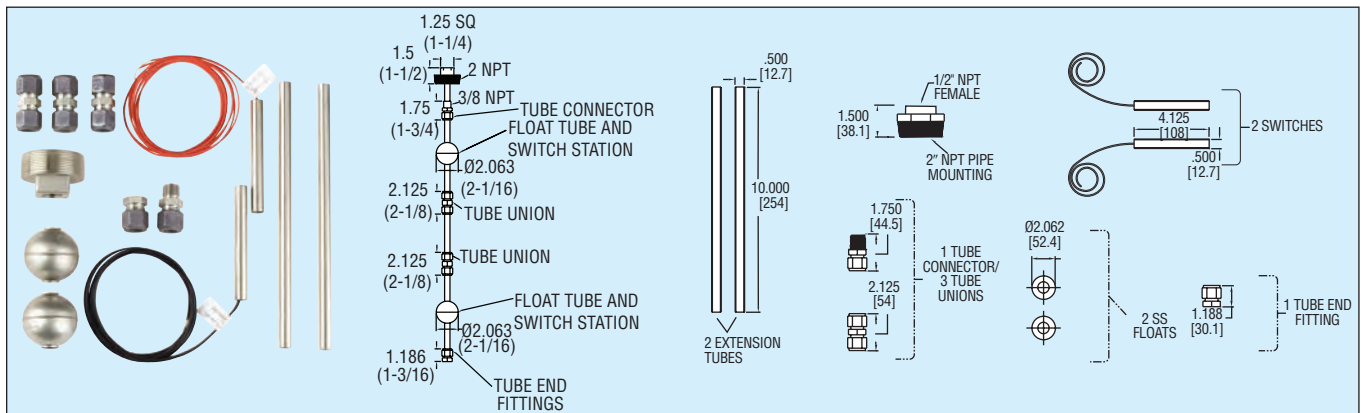 1.25 SQ
(1-1/4)
1.5
(1-1/2)
2 NPT
3/8 NPT
1.75
(1-3/4)
TUBE CONNECTOR
FLOAT TUBE AND
SWITCH STATION
Ø2.063
(2-1/16)
2.125
(2-1/8)
TUBE UNION
TUBE UNION
2.125
(2-1/8)
FLOAT TUBE AND
SWITCH STATION
Ø2.063
(2-1/16)
1.186
(1-3/16)
TUBE END
FITTINGS
.500
[12.7]
10.000
[254]
2 EXTENSION
TUBES
1/2" NPT
FEMALE
1.500
[38.1]
2" NPT PIPE
MOUNTING
1.750
[44.5]
2.125
[54]
1 TUBE
CONNECTOR/
3 TUBE
UNIONS
4.125
[108]
.500
[12.7]
2 SWITCHES
Ø2.062
[52.4]
2 SS
FLOATS
1.188
[30.1]
1 TUBE END
FITTING